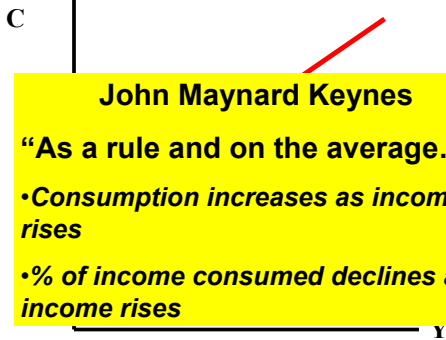 C
John Maynard Keynes
“As a rule and on the average.
•Consumption increases as incom
rises
•% of income consumed declines a
income rises
Y